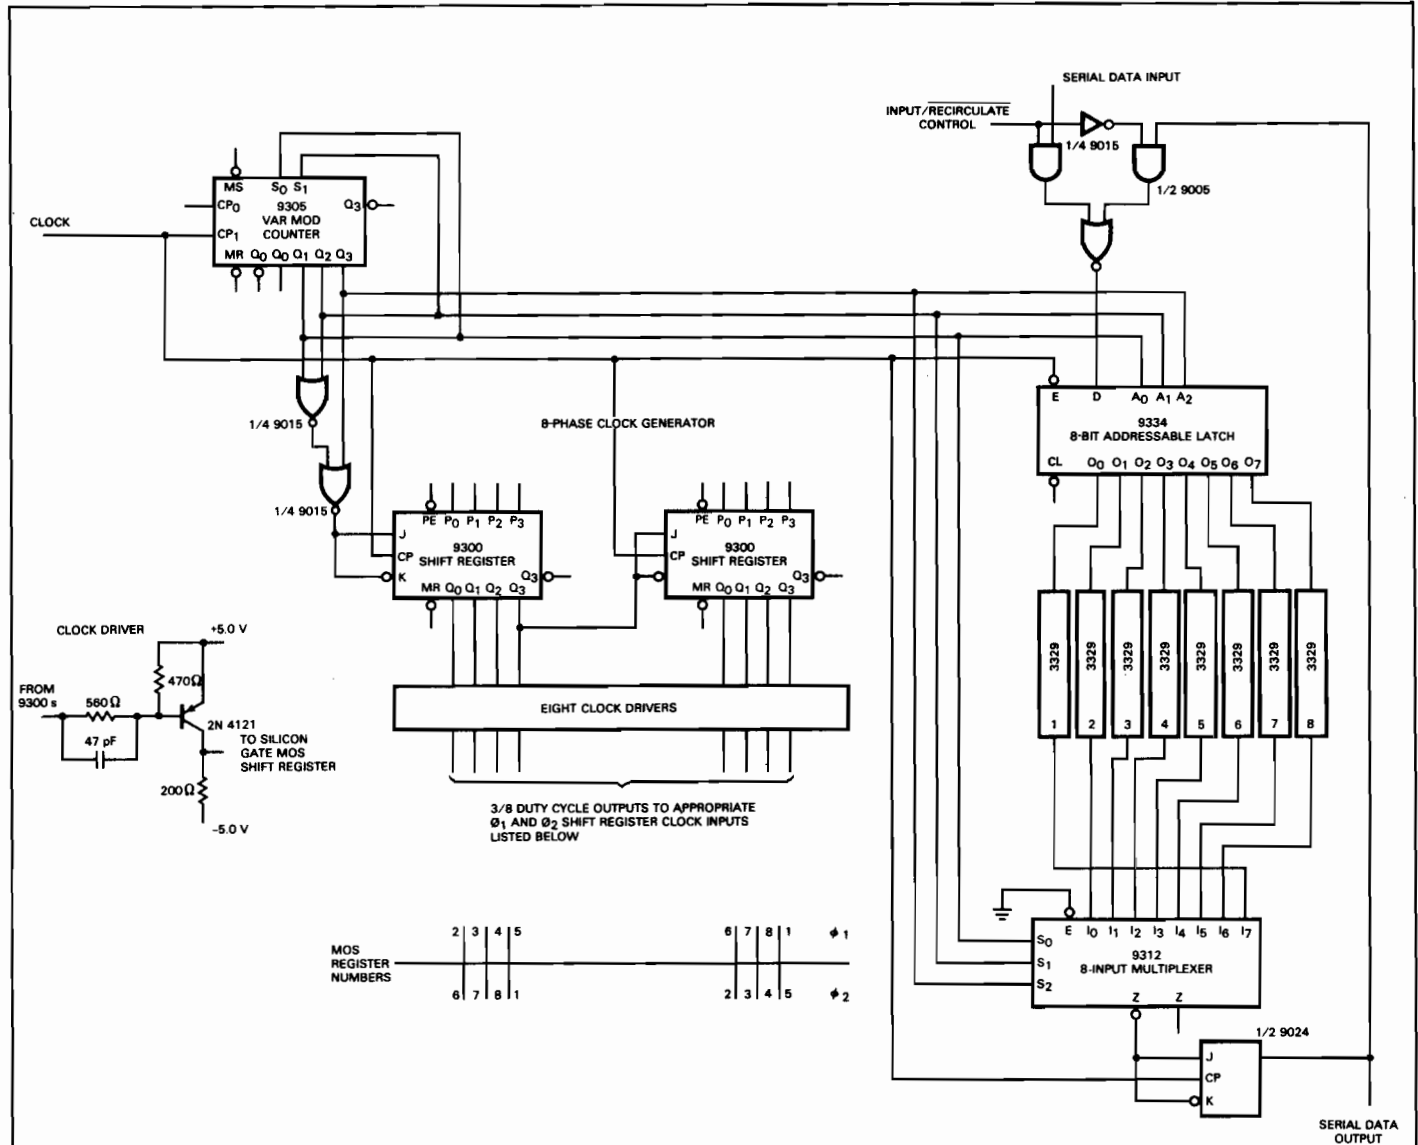 SERIAL DATA INPUT
INPUT/RECIRCULATE
CONTROL
1/4 9015
1/2 9005
MS S0 S1
9305
VAR MOD
COUNTER
CP0
Q3
CLOCK
CP1
MR Q0 Q0 Q1 Q2 Q3
1/4 9015
8-PHASE CLOCK GENERATOR
1/4 9015
E D A0 A1 A2
9334
8-BIT ADDRESSABLE LATCH
CL O0 O1 O2 O3 O4 O5 O6 O7
PE P0 P1 P2 P3
J
9300
SHIFT REGISTER
CP
K
Q3
MR Q0 Q1 Q2 Q3
PE P0 P1 P2 P3
J
9300
SHIFT REGISTER
CP
Q3
MR Q0 Q1 Q2 Q3
CLOCK DRIVER
+5.0 V
470Ω
FROM
9300 s
560Ω
47 pF
2N 4121
TO SILICON
GATE MOS
SHIFT REGISTER
200Ω
-5.0 V
EIGHT CLOCK DRIVERS
3/8 DUTY CYCLE OUTPUTS TO APPROPRIATE
Ø1 AND Ø2 SHIFT REGISTER CLOCK INPUTS
LISTED BELOW
3329 3329 3329 3329 3329 3329 3329 3329
1 2 3 4 5 6 7 8
MOS
REGISTER
NUMBERS
2 3 4 5 6 7 8 1 ϕ1
6 7 8 1 2 3 4 5 ϕ2
E I0 I1 I2 I3 I4 I5 I6 I7
S0
S1
S2
9312
8-INPUT MULTIPLEXER
Z Z
1/2 9024
J
CP
K
SERIAL DATA
OUTPUT